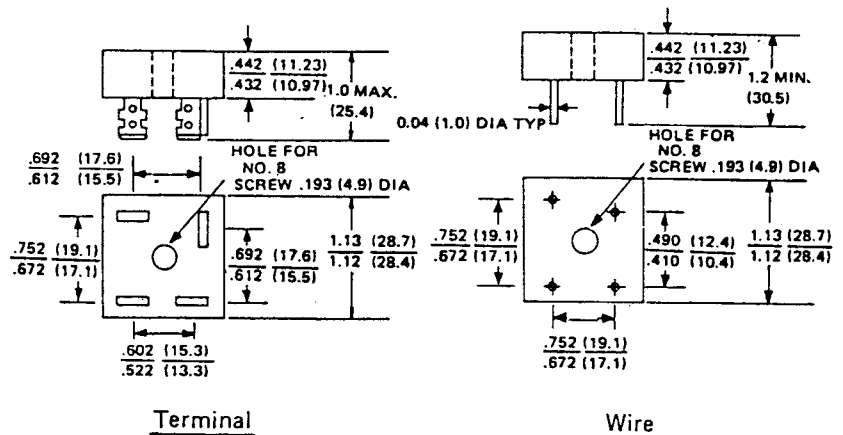 .442 (11.23)
.432 (10.97)
1.0 MAX.
(25.4)
.692 (17.6)
.612 (15.5)
HOLE FOR
NO. 8
SCREW .193 (4.9) DIA
.752 (19.1)
.672 (17.1)
.692 (17.6)
.612 (15.5)
1.13 (28.7)
1.12 (28.4)
.602 (15.3)
.522 (13.3)
Terminal
.442 (11.23)
.432 (10.97)
1.2 MIN.
(30.5)
0.04 (1.0) DIA TYP
HOLE FOR
NO. 8
SCREW .193 (4.9) DIA
.752 (19.1)
.672 (17.1)
.490 (12.4)
.410 (10.4)
1.13 (28.7)
1.12 (28.4)
.752 (19.1)
.672 (17.1)
Wire